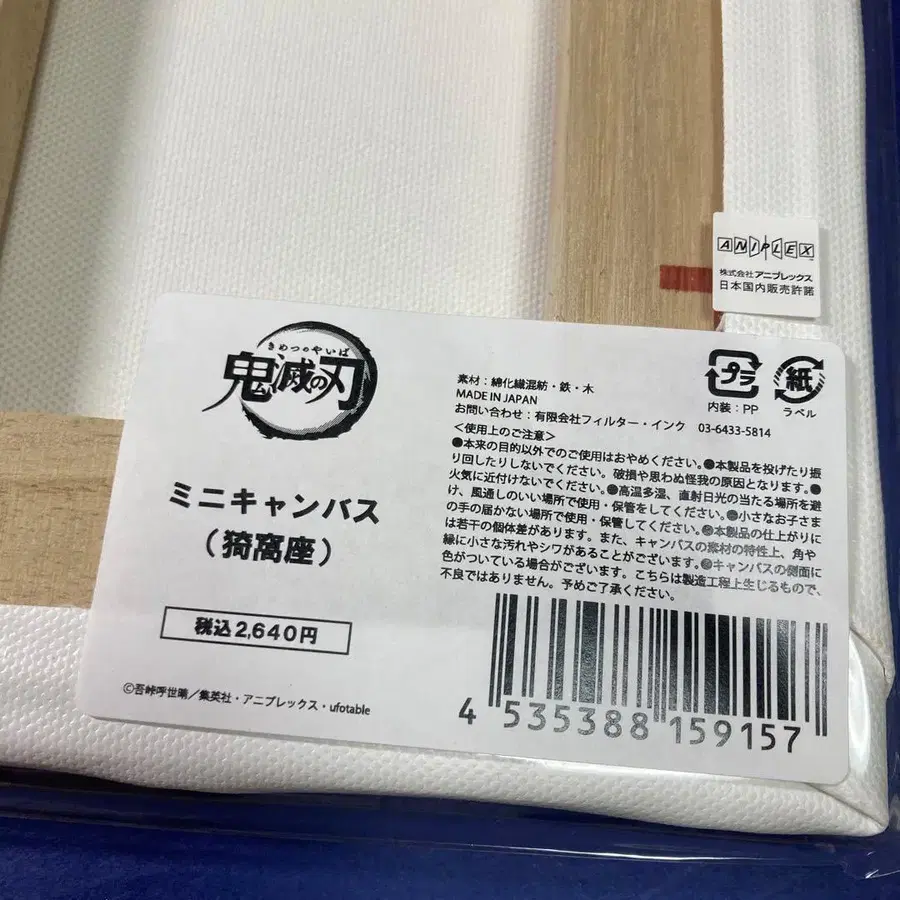 ANIPLEX
株式会社アニプレックス
日本国内販売許諾
きめつのやいば
鬼滅の刃
ミニキャンバス
（猗窩座）
税込2,640円
©吾峠呼世晴／集英社・アニプレックス・ufotable
素材：綿化繊混紡・鉄・木
MADE IN JAPAN
お問い合わせ：有限会社フィルター・インク 03-6433-5814
プラ
内装：PP
紙
ラベル
＜使用上のご注意＞
●本来の目的以外でのご使用はおやめください。●本製品を投げたり振
り回したりしないでください。破損や思わぬ怪我の原因となります。●
火気に近付けないでください。●高温多湿、直射日光の当たる場所を避
け、風通しのいい場所で使用・保管をしてください。●小さなお子さま
の手の届かない場所で使用・保管してください。●本製品の仕上がりに
は若干の個体差があります。また、キャンバスの素材の特性上、角や
縁に小さな汚れやシワがあることがございます。●キャンバスの側面に
色がついている場合がございます。こちらは製造工程上生じるもので、
不良ではありません。予めご了承ください。
4 535388 159157